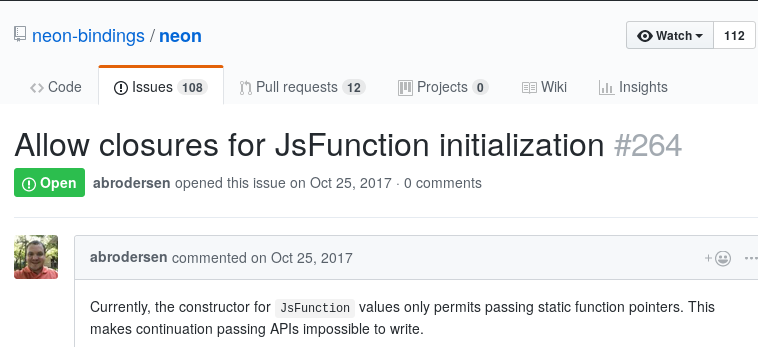 neon-bindings / neon Watch 112
Code Issues 108 Pull requests 12 Projects 0 Wiki Insights
Allow closures for JsFunction initialization #264
Open abrodersen opened this issue on Oct 25, 2017 · 0 comments
abrodersen commented on Oct 25, 2017
Currently, the constructor for JsFunction values only permits passing static function pointers. This
makes continuation passing APIs impossible to write.